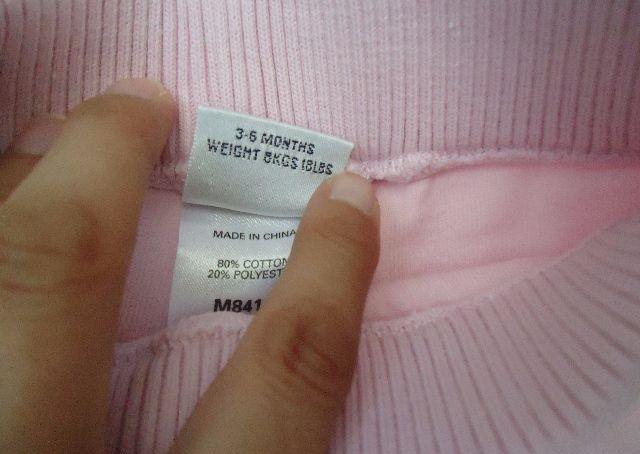 3-6 MONTHS
WEIGHT 8KGS 18LBS
MADE IN CHINA
80% COTTON
20% POLYEST
M841